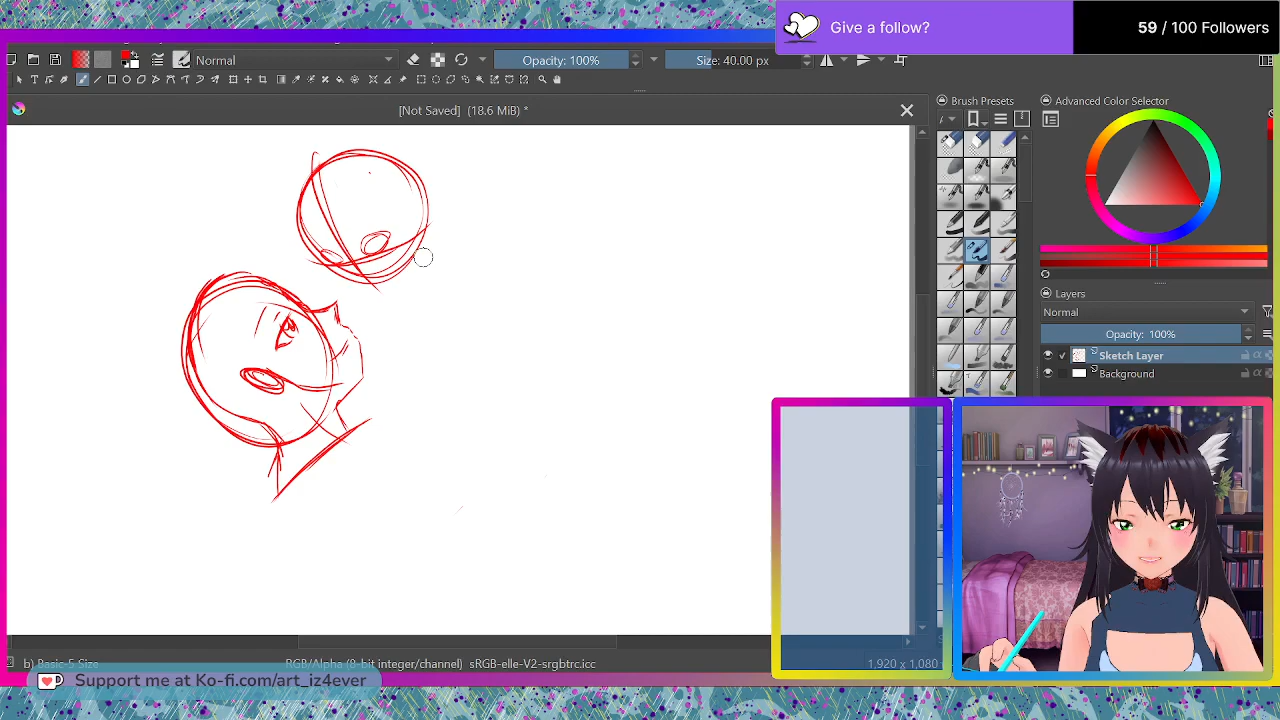 Give a follow?
59 / 100 Followers
Normal
Opacity: 100%
Size: 40.00 px
[Not Saved] (18.6 MiB) *
Brush Presets
Advanced Color Selector
Layers
Normal
Opacity: 100%
Sketch Layer
Background
b) Basic-5 Size
RGB/Alpha (8-bit integer/channel) sRGB-elle-V2-srgbtrc.icc
1,920 x 1,080
Support me at Ko-fi.com/art_iz4ever